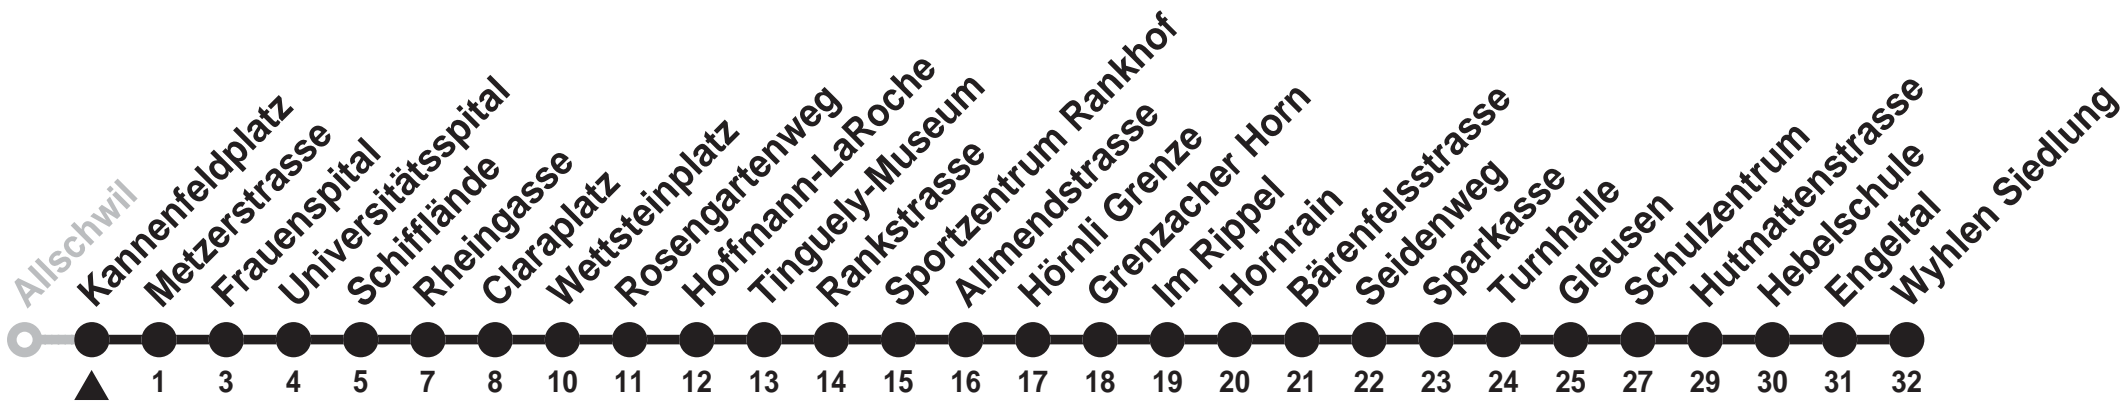 Allschwil
Kannenfeldplatz
Metzerstrasse
Frauenspital
Universitätsspital
Schifflände
Rheingasse
Claraplatz
Wettsteinplatz
Rosengartenweg
Hoffmann-LaRoche
Tinguely-Museum
Rankstrasse
Sportzentrum Rankhof
Allmendstrasse
Hörnli Grenze
Grenzacher Horn
Im Rippel
Hornrain
Bärenfelsstrasse
Seidenweg
Sparkasse
Turnhalle
Gleusen
Schulzentrum
Hutmattenstrasse
Hebelschule
Engeltal
Wyhlen Siedlung
1 3 4 5 7 8 10 11 12 13 14 15 16 17 18 19 20 21 22 23 24 25 27 29 30 31 32